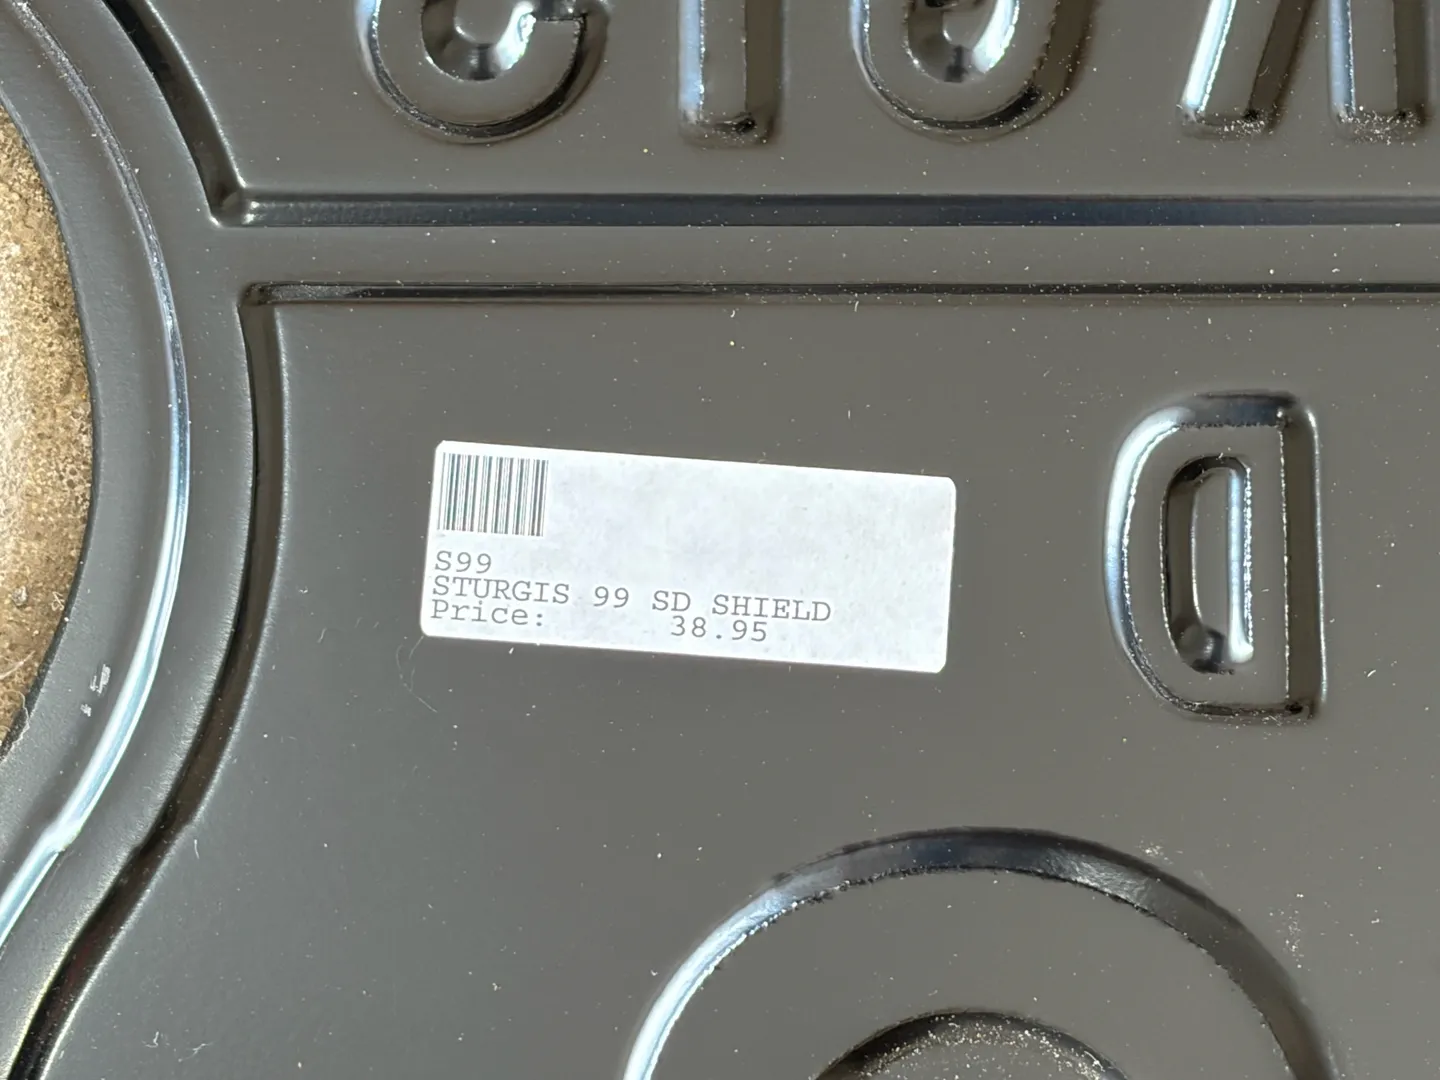 S99
STURGIS 99 SD SHIELD
Price: 38.95
D